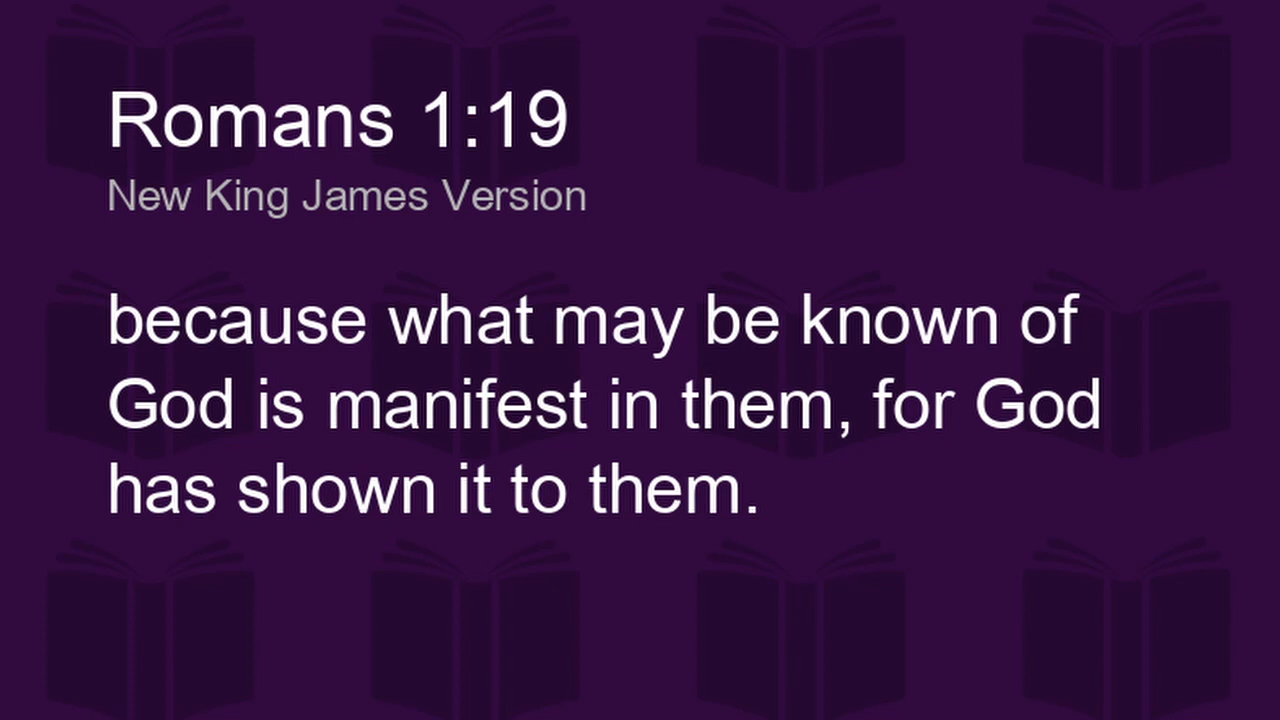 Romans 1:19
New King James Version
because what may be known of
God is manifest in them, for God
has shown it to them.